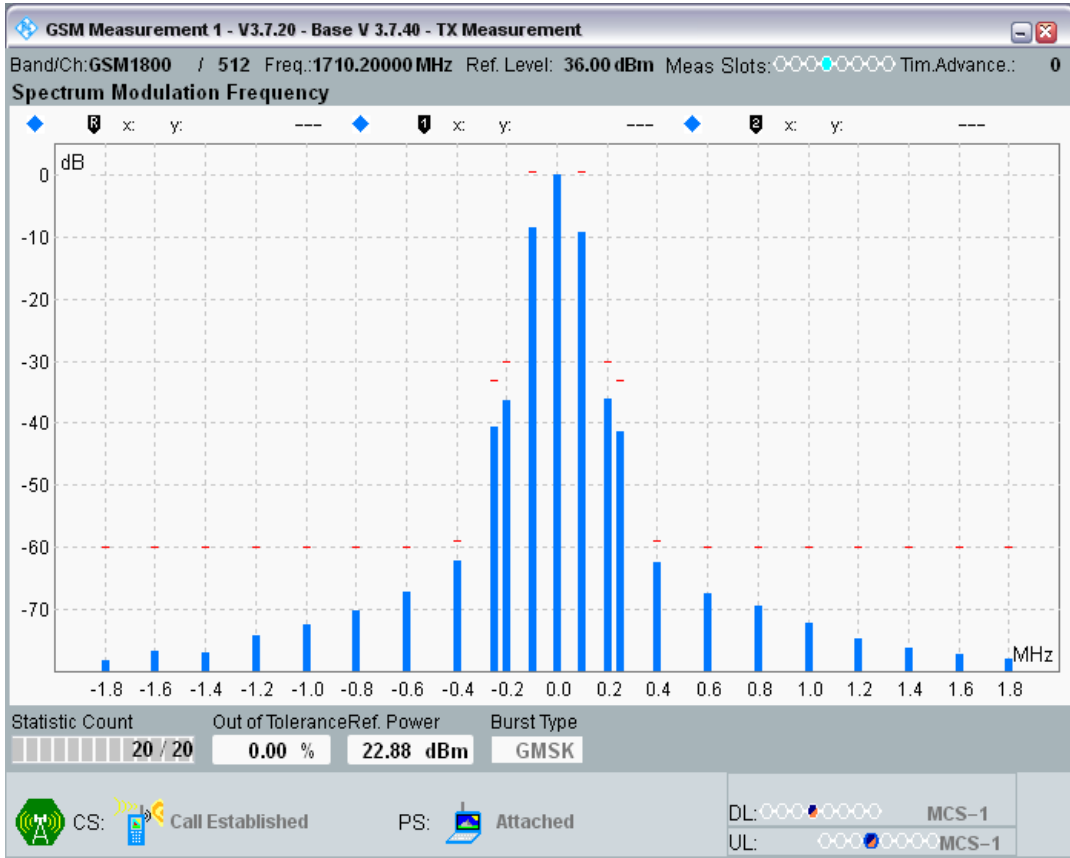 GSM Measurement 1 - V3.7.20 - Base V 3.7.40 - TX Measurement
Band/Ch:GSM1800 / 512 Freq.:1710.20000 MHz Ref. Level: 36.00 dBm Meas Slots: Tim.Advance.: 0
Spectrum Modulation Frequency
R x: y: --- 1 x: y: --- 2 x: y: ---
dB
0
-10
-20
-30
-40
-50
-60
-70
MHz
-1.8 -1.6 -1.4 -1.2 -1.0 -0.8 -0.6 -0.4 -0.2 0.0 0.2 0.4 0.6 0.8 1.0 1.2 1.4 1.6 1.8
Statistic Count Out of Tolerance Ref. Power Burst Type
20 / 20 0.00 % 22.88 dBm GMSK
CS: Call Established PS: Attached
DL: MCS-1
UL: MCS-1